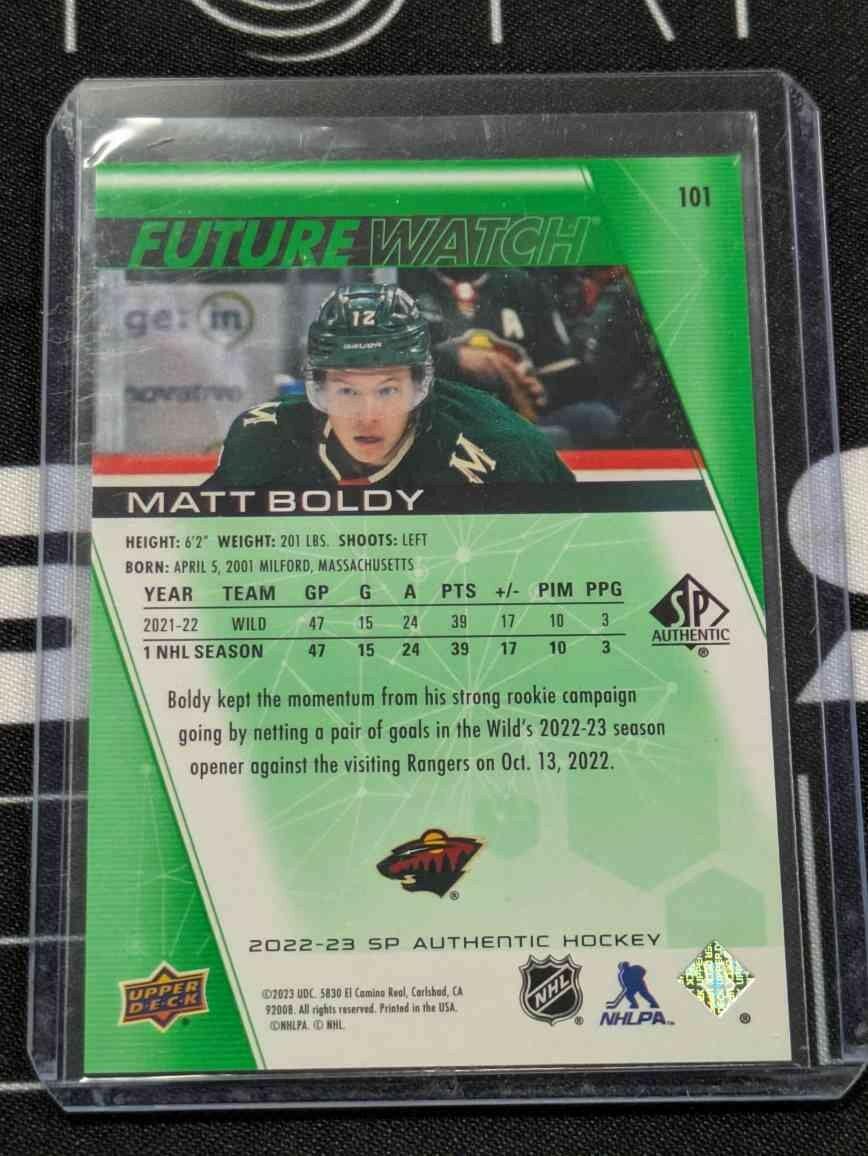 101
FUTURE WATCH
ge: in
12
A
M
M
MATT BOLDY
HEIGHT: 6'2" WEIGHT: 201 LBS. SHOOTS: LEFT
BORN: APRIL 5, 2001 MILFORD, MASSACHUSETTS
YEAR TEAM GP G A PTS +/- PIM PPG
2021-22 WILD 47 15 24 39 17 10 3
1 NHL SEASON 47 15 24 39 17 10 3
SP
AUTHENTIC
®
Boldy kept the momentum from his strong rookie campaign
going by netting a pair of goals in the Wild's 2022-23 season
opener against the visiting Rangers on Oct. 13, 2022.
®
2022-23 SP AUTHENTIC HOCKEY
UPPER
DECK
©2023 UDC. 5830 El Camino Real, Carlsbad, CA
92008. All rights reserved. Printed in the USA.
©NHLPA. © NHL.
NHL
®
NHLPA™
®